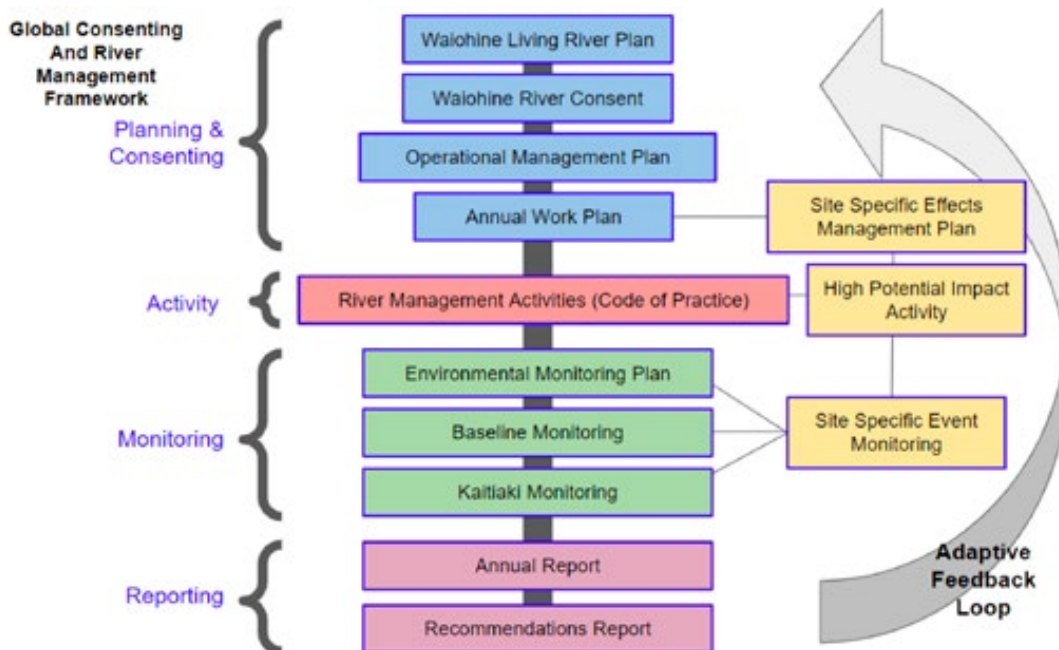 Global Consenting
And River
Management
Framework
Planning &
Consenting
Waiohine Living River Plan
Waiohine River Consent
Operational Management Plan
Annual Work Plan
Site Specific Effects
Management Plan
Activity
River Management Activities (Code of Practice)
High Potential Impact
Activity
Monitoring
Environmental Monitoring Plan
Baseline Monitoring
Kaitiaki Monitoring
Site Specific Event
Monitoring
Reporting
Annual Report
Recommendations Report
Adaptive
Feedback
Loop